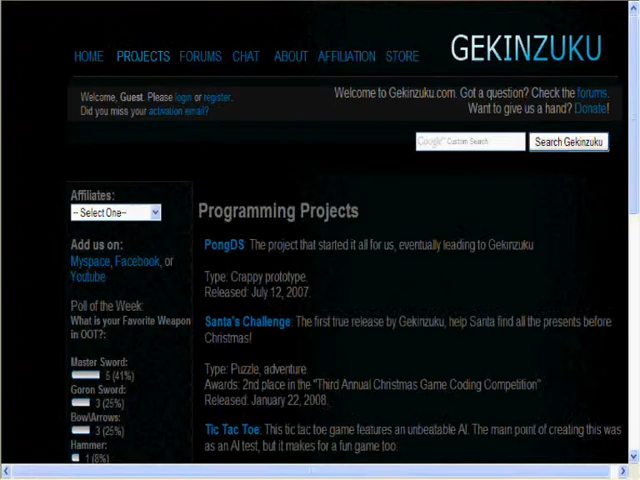 HOME PROJECTS FORUMS CHAT ABOUT AFFILIATION STORE
GEKINZUKU
Welcome, Guest. Please login or register.
Did you miss your activation email?
Welcome to Gekinzuku.com. Got a question? Check the forums.
Want to give us a hand? Donate!
Google™ Custom Search
Search Gekinzuku
Affiliates:
-- Select One--
Add us on:
Myspace, Facebook, or
Youtube
Poll of the Week:
What is your Favorite Weapon
in OOT?:
Master Sword:
5 (41%)
Goron Sword:
3 (25%)
Bow\Arrows:
3 (25%)
Hammer:
1 (8%)
Programming Projects
PongDS: The project that started it all for us, eventually leading to Gekinzuku
Type: Crappy prototype.
Released: July 12, 2007.
Santa's Challenge: The first true release by Gekinzuku, help Santa find all the presents before
Christmas!
Type: Puzzle, adventure
Awards: 2nd place in the "Third Annual Christmas Game Coding Competition"
Released: January 22, 2008.
Tic Tac Toe: This tic tac toe game features an unbeatable AI. The main point of creating this was
as an AI test, but it makes for a fun game too.